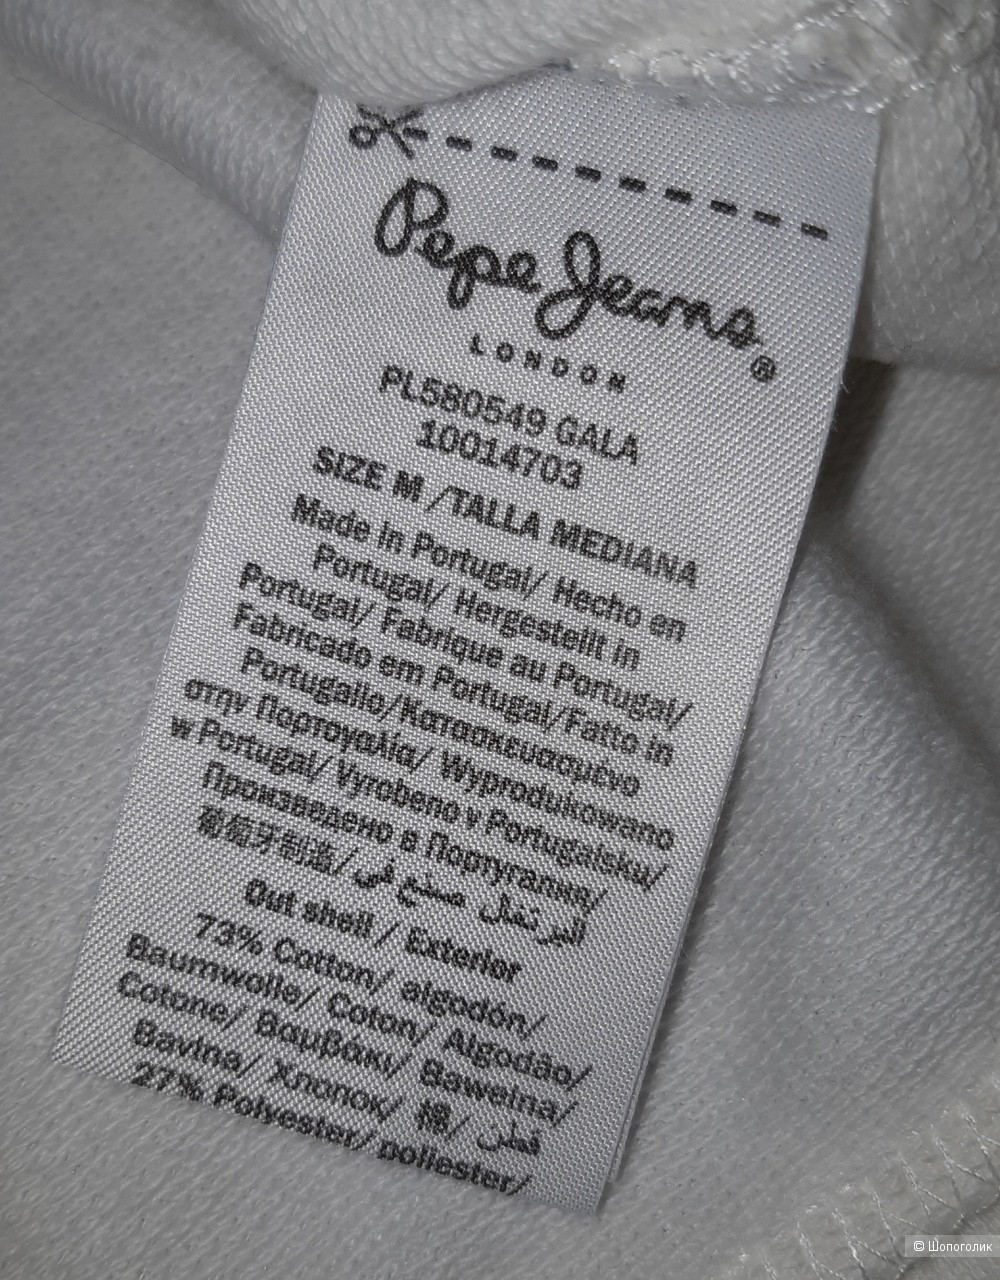 Pepe Jeans®
LONDON
PL580549 GALA
10014703
SIZE M /TALLA MEDIANA
Made in Portugal/ Hecho en
Portugal/ Hergestellt in
Portugal/ Fabrique au Portugal/
Fabricado em Portugal/Fatto in
Portugallo/Κατασκευασμένο
στην Πορτογαλία/ Wyprodukowano
w Portugal/ Vyrobeno v Portugalsku/
Произведено в Португалия/
葡萄牙制造/ صنع فى
البرتغال
Out shell / Exterior
73% Cotton/ algodón/
Baumwolle/ Coton/ Algodão/
Cotone/ Βαμβάκι/ Bawelna/
Bavlna/ Хлопок/ 棉/ قطن
27% Polyester/ poliester/
© Шопоголик